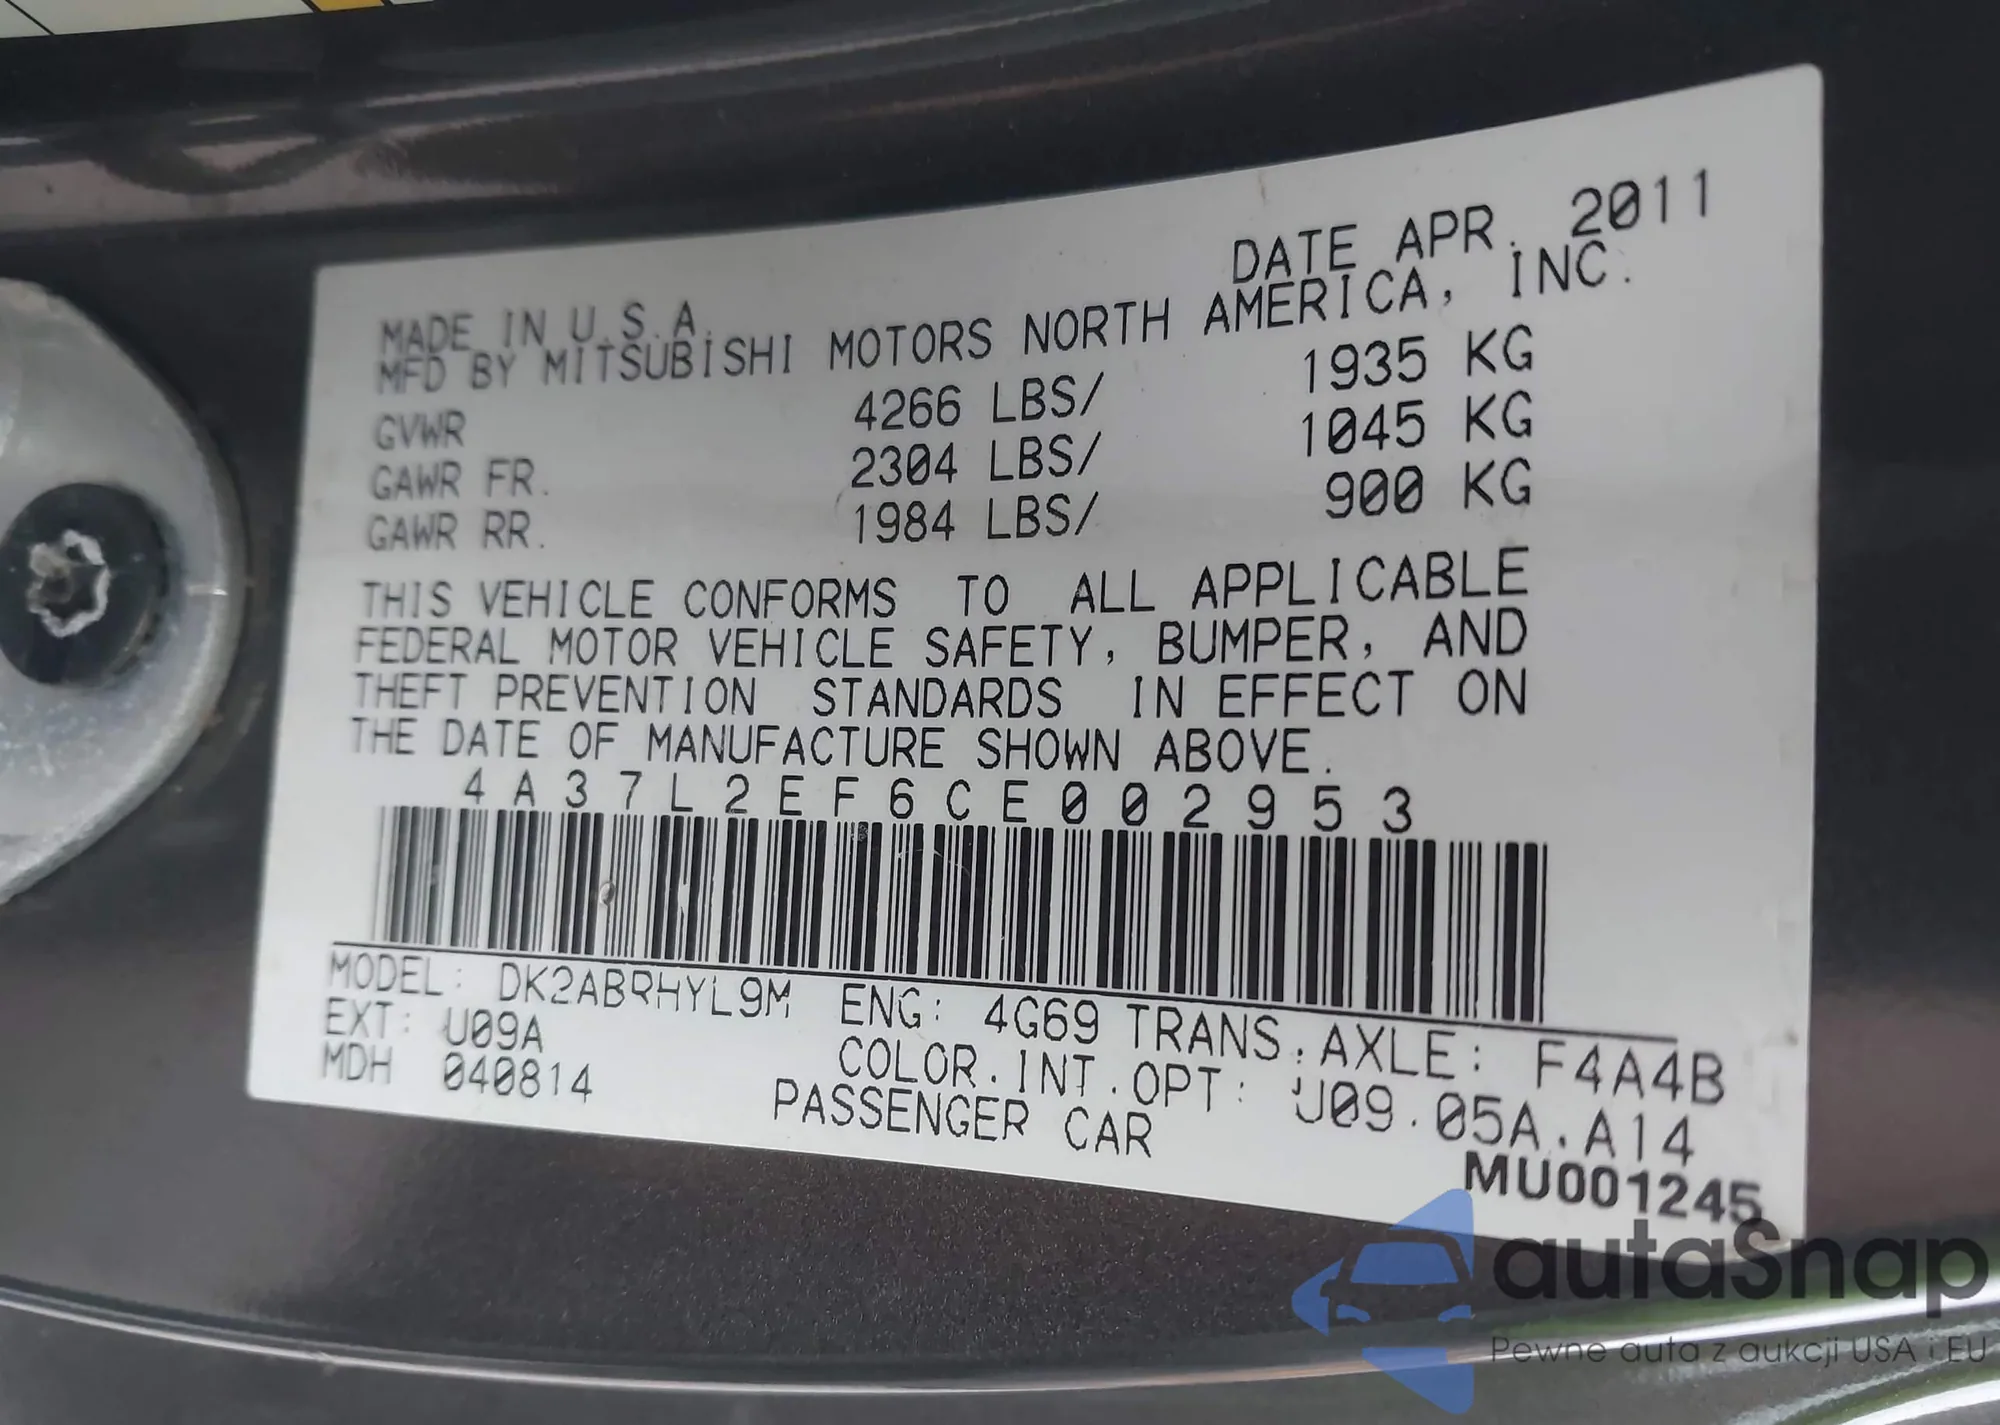 DATE APR. 2011
MADE IN U.S.A.
MFD BY MITSUBISHI MOTORS NORTH AMERICA, INC.
GVWR 4266 LBS/ 1935 KG
GAWR FR. 2304 LBS/ 1045 KG
GAWR RR. 1984 LBS/ 900 KG
THIS VEHICLE CONFORMS TO ALL APPLICABLE
FEDERAL MOTOR VEHICLE SAFETY, BUMPER, AND
THEFT PREVENTION STANDARDS IN EFFECT ON
THE DATE OF MANUFACTURE SHOWN ABOVE.
4A37L2EF6CE002953
MODEL: DK2ABRHYL9M ENG: 4G69 TRANS.AXLE: F4A4B
EXT: U09A COLOR.INT.OPT: U09.05A.A14
MDH 040814 PASSENGER CAR
MU001245
autaSnap
Pewne auta z aukcji USA i EU